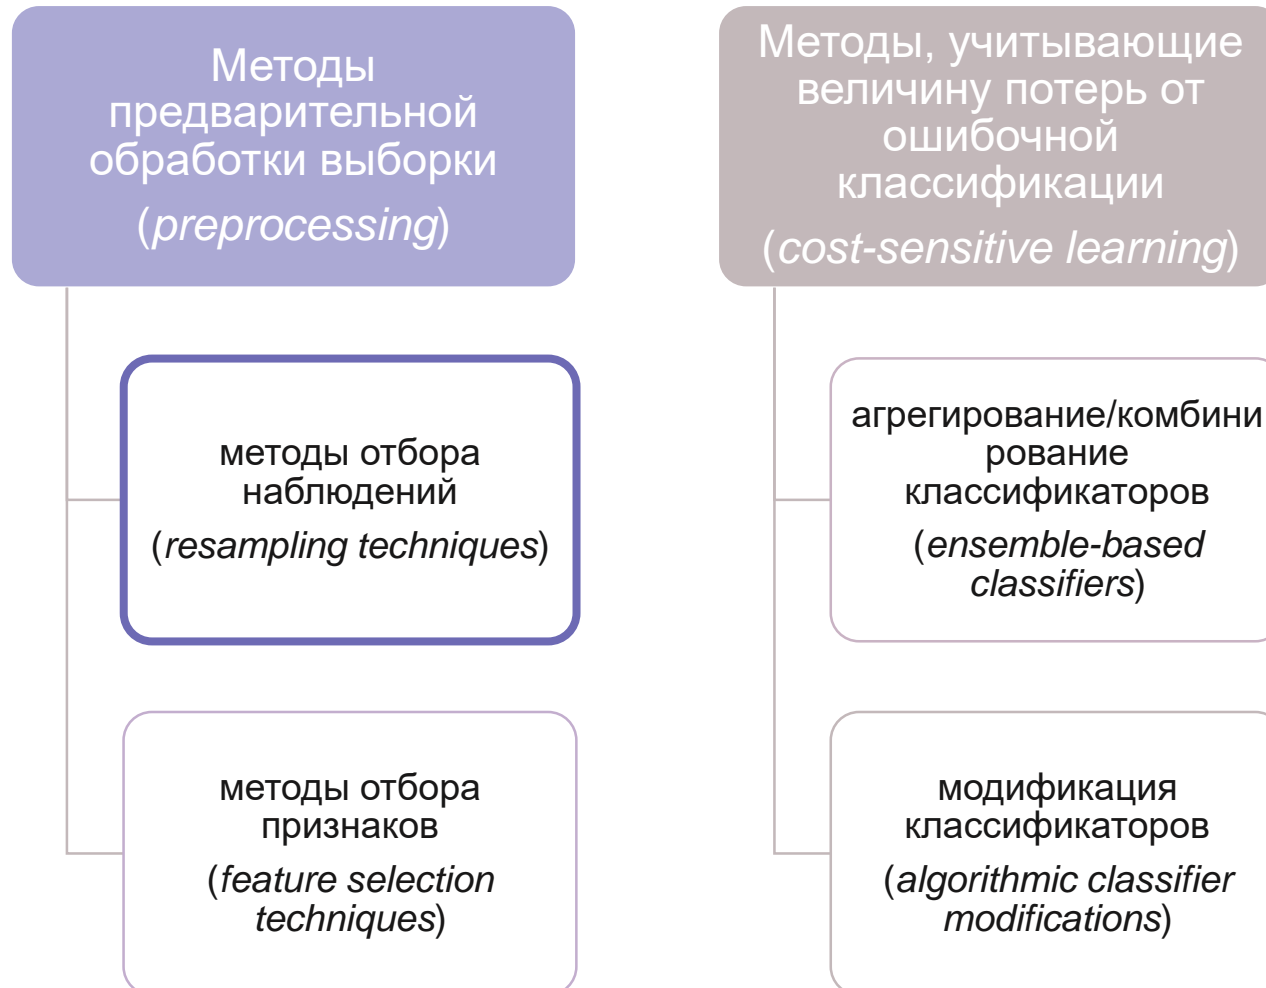 Методы
предварительной
обработки выборки
(preprocessing)
методы отбора
наблюдений
(resampling techniques)
методы отбора
признаков
(feature selection
techniques)
Методы, учитывающие
величину потерь от
ошибочной
классификации
(cost-sensitive learning)
агрегирование/комбини
рование
классификаторов
(ensemble-based
classifiers)
модификация
классификаторов
(algorithmic classifier
modifications)